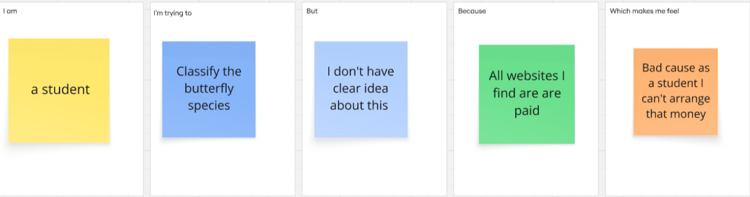 I am
a student
I'm trying to
Classify the
butterfly
species
But
I don't have
clear idea
about this
Because
All websites I
find are are
paid
Which makes me feel
Bad cause as
a student I
can't arrange
that money